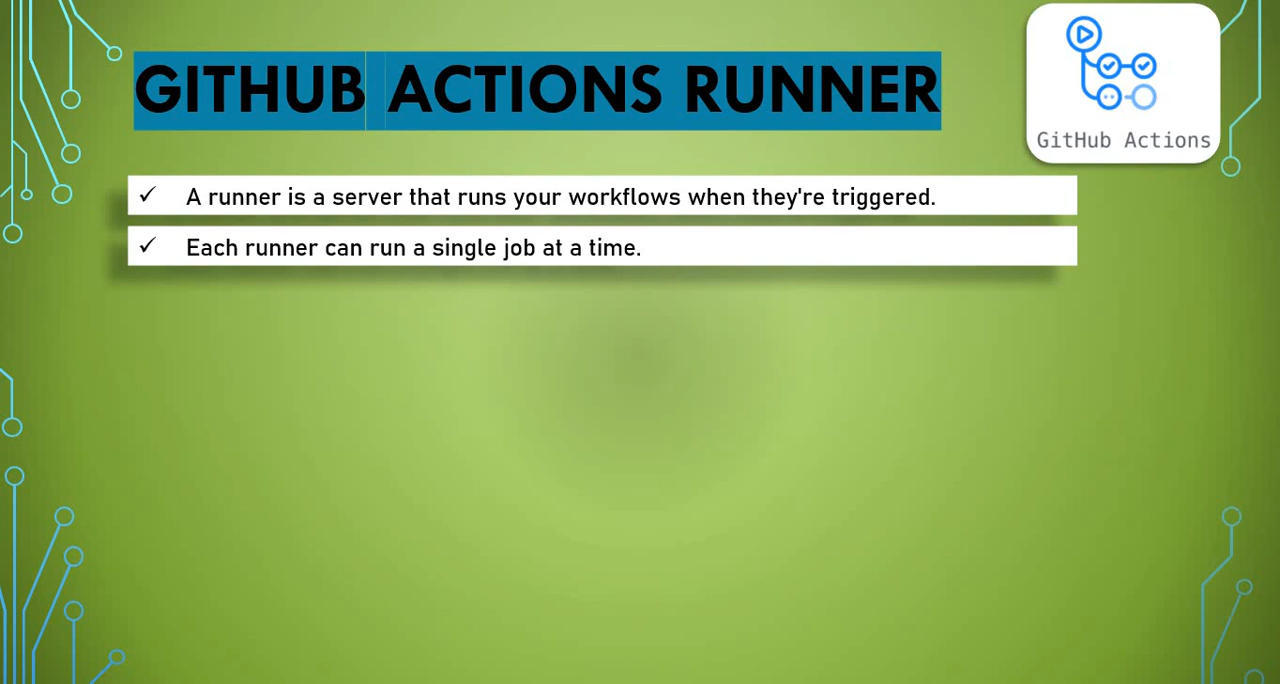 GITHUB ACTIONS RUNNER
GitHub Actions
✓ A runner is a server that runs your workflows when they're triggered.
✓ Each runner can run a single job at a time.